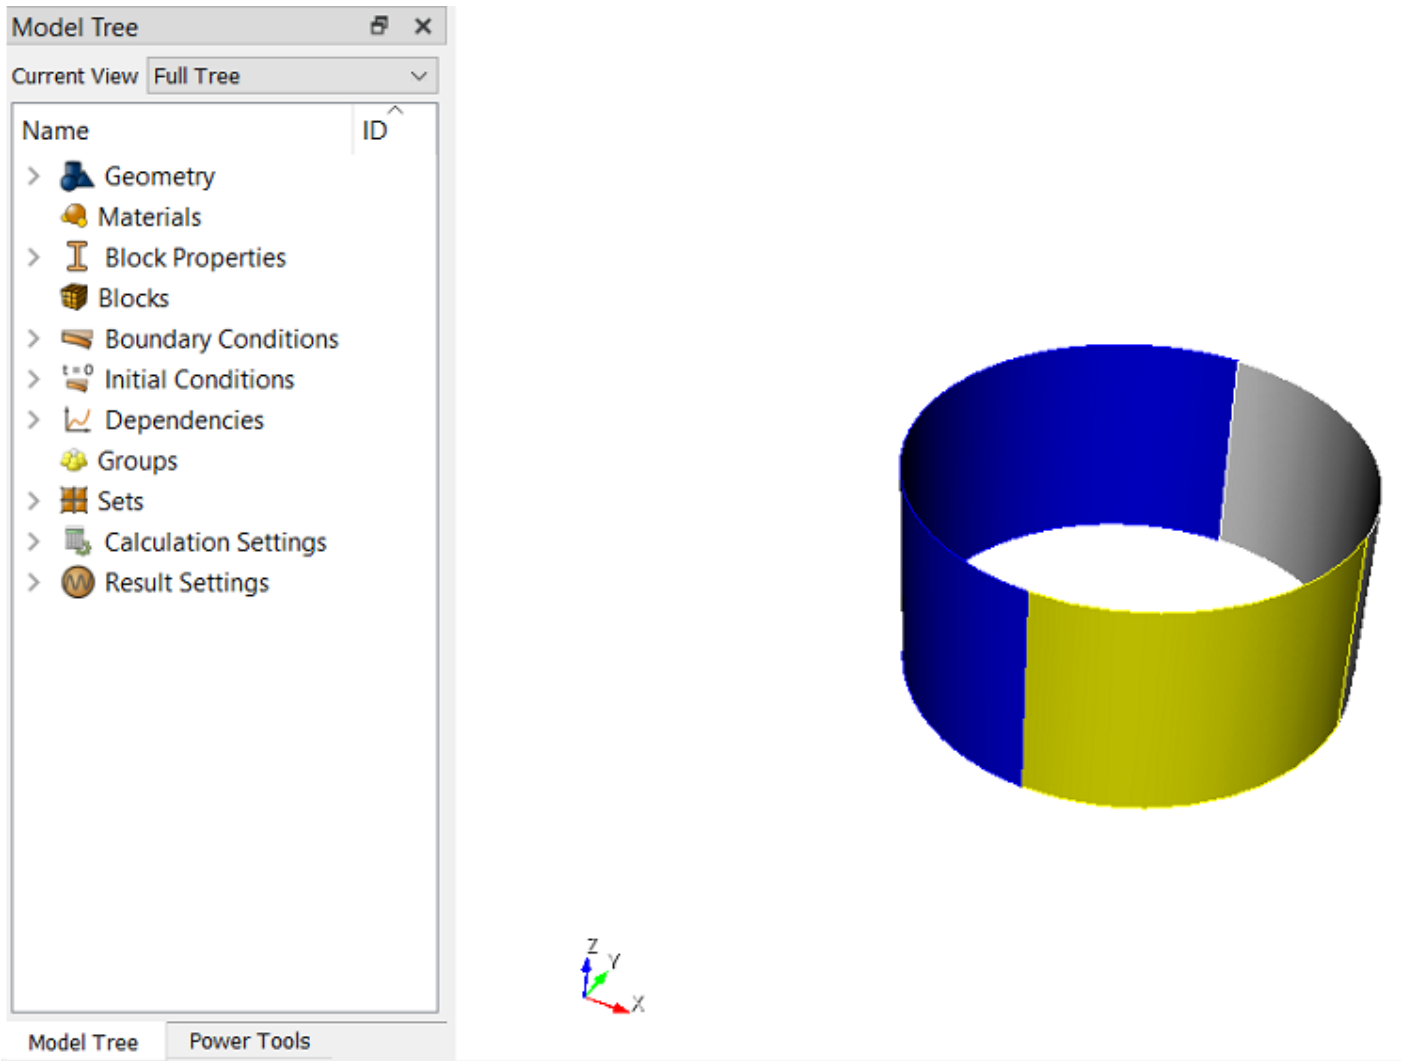 Model Tree
Current View Full Tree
Name ID
Geometry
Materials
Block Properties
Blocks
Boundary Conditions
t=0 Initial Conditions
Dependencies
Groups
Sets
Calculation Settings
Result Settings
Z
Y
X
Model Tree Power Tools